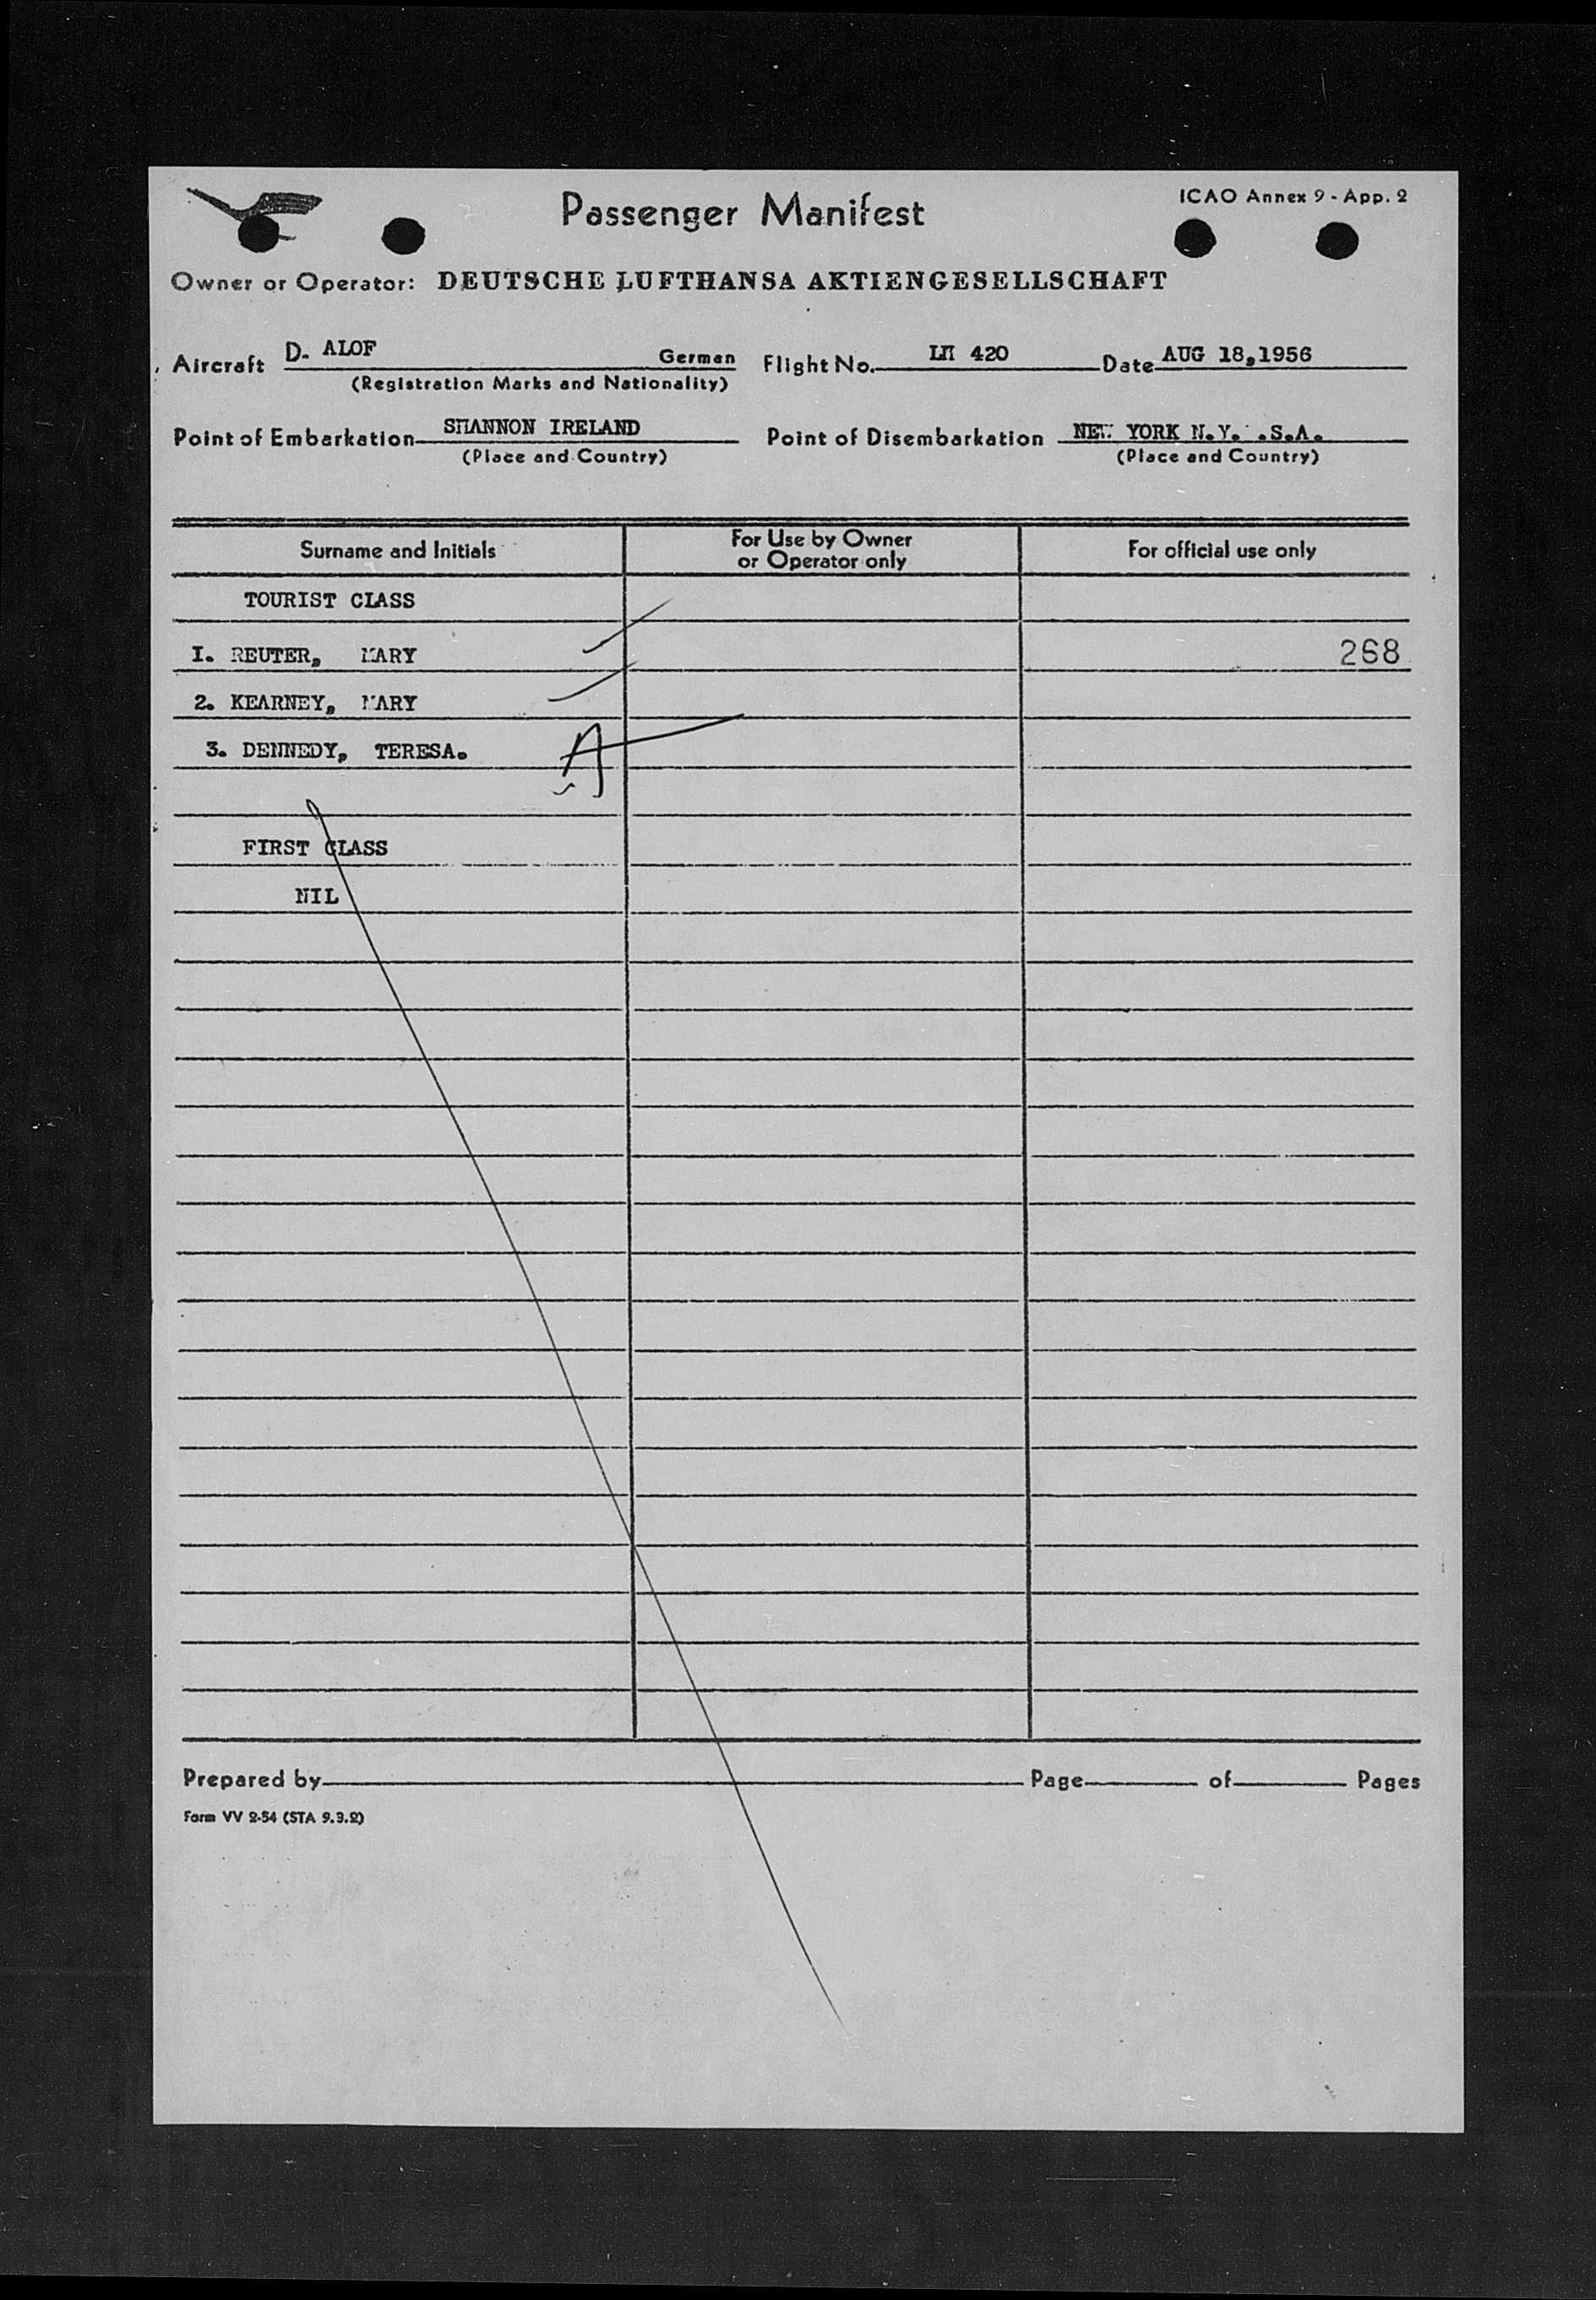 Passenger Manifest
ICAO Annex 9 - App. 2
Owner or Operator: DEUTSCHE LUFTHANSA AKTIENGESELLSCHAFT
Aircraft D- ALOF German Flight No. LH 420 Date AUG 18,1956
(Registration Marks and Nationality)
Point of Embarkation SHANNON IRELAND Point of Disembarkation NEW YORK N.Y. .S.A.
(Place and Country) (Place and Country)
Surname and Initials For Use by Owner or Operator only For official use only
TOURIST CLASS
1. REUTER, MARY 268
2. KEARNEY, MARY
3. DENNEDY, TERESA. A
FIRST CLASS
NIL
Prepared by Page of Pages
Form VV 2-54 (STA 9.3.2)